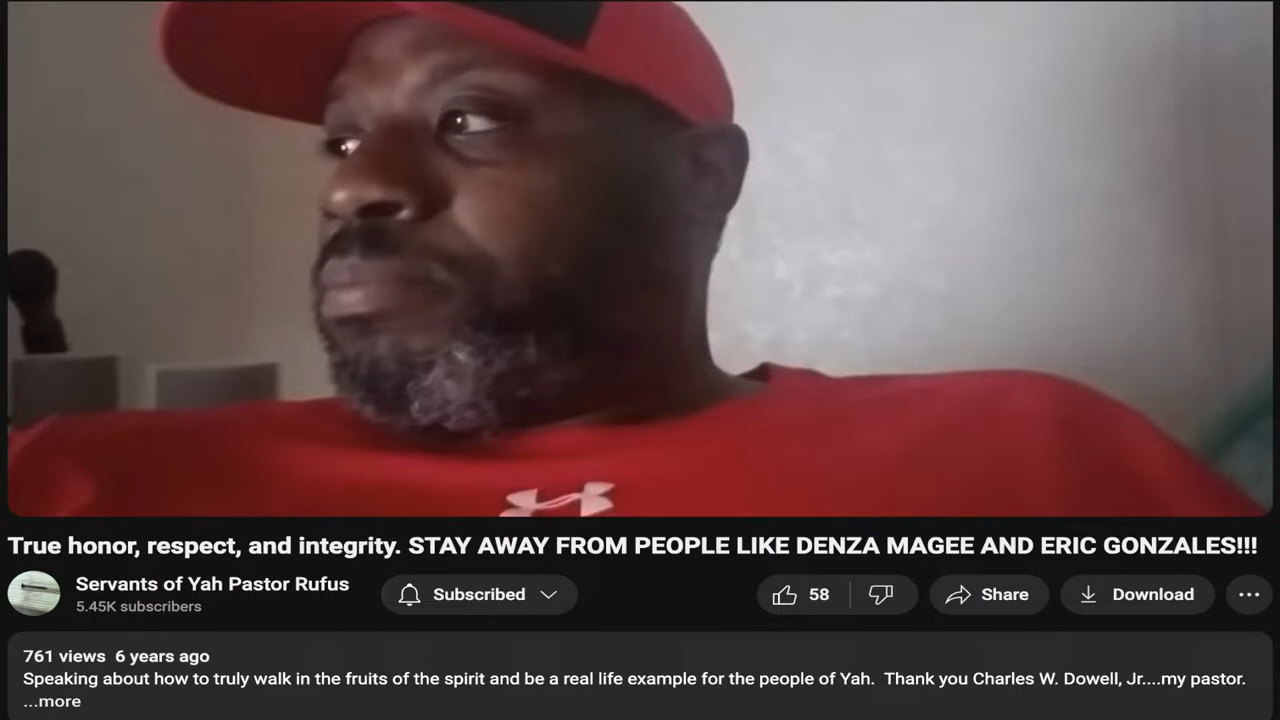 True honor, respect, and integrity. STAY AWAY FROM PEOPLE LIKE DENZA MAGEE AND ERIC GONZALES!!!
Servants of Yah Pastor Rufus
5.45K subscribers
Subscribed
58
Share
Download
761 views 6 years ago
Speaking about how to truly walk in the fruits of the spirit and be a real life example for the people of Yah. Thank you Charles W. Dowell, Jr....my pastor.
...more